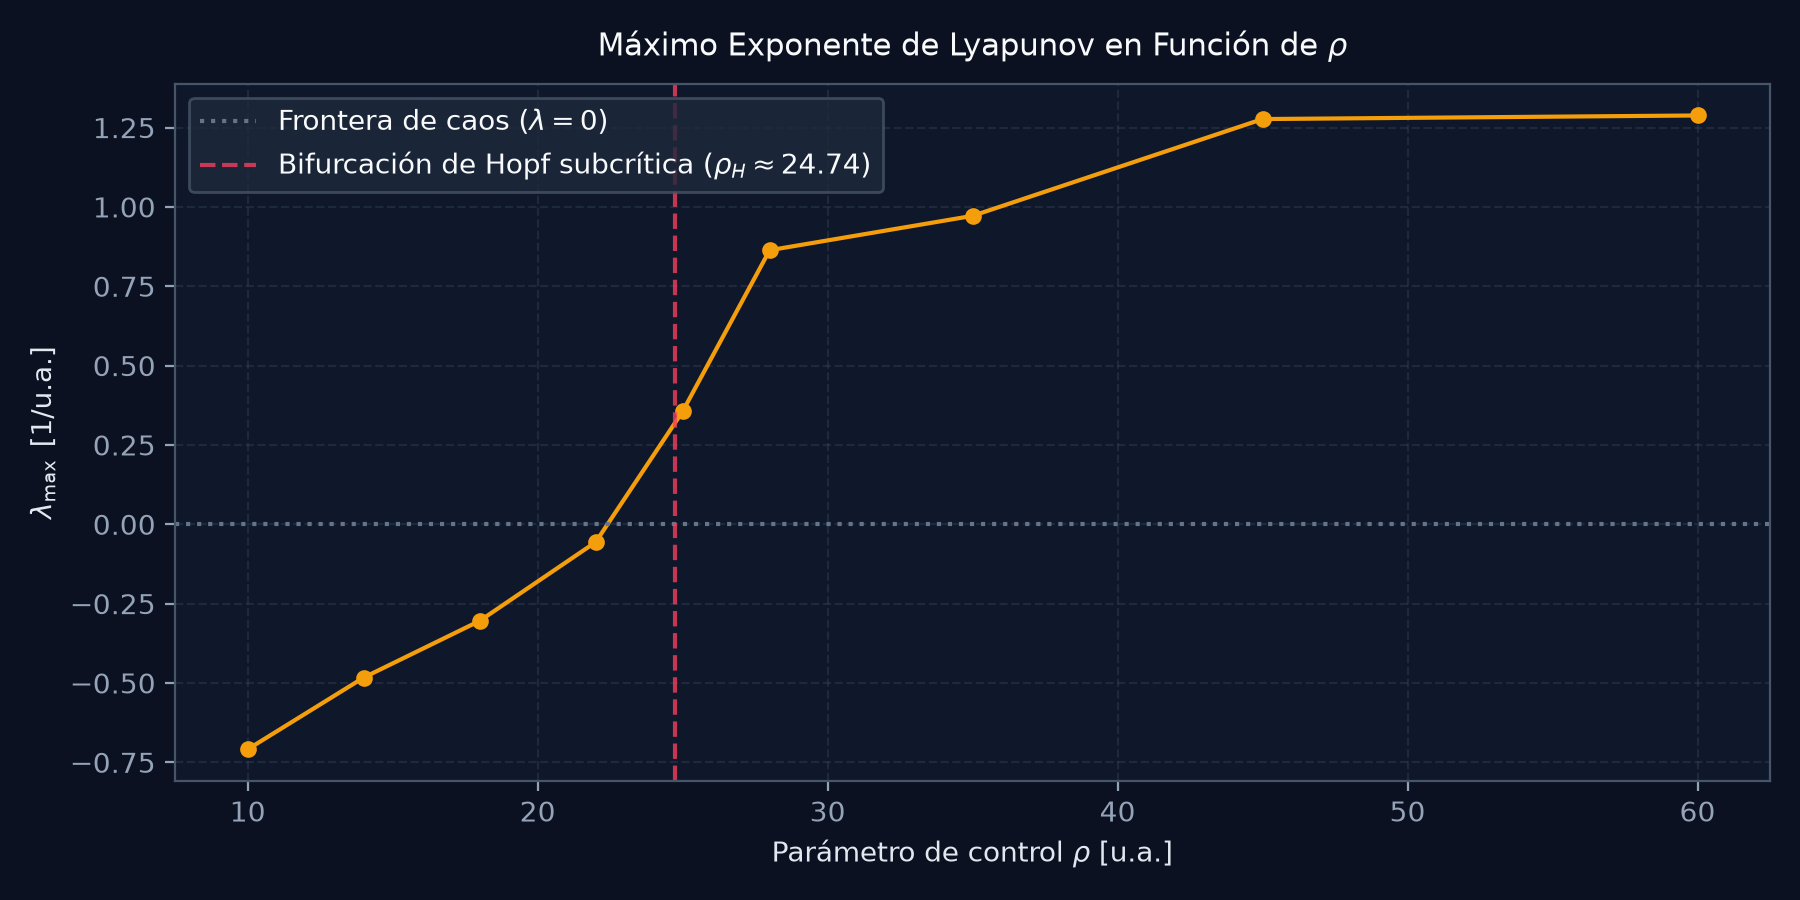 Máximo Exponente de Lyapunov en Función de ρ
Frontera de caos (λ = 0)
Bifurcación de Hopf subcrítica (ρ_H ≈ 24.74)
λ_max [1/u.a.]
1.25
1.00
0.75
0.50
0.25
0.00
−0.25
−0.50
−0.75
10 20 30 40 50 60
Parámetro de control ρ [u.a.]